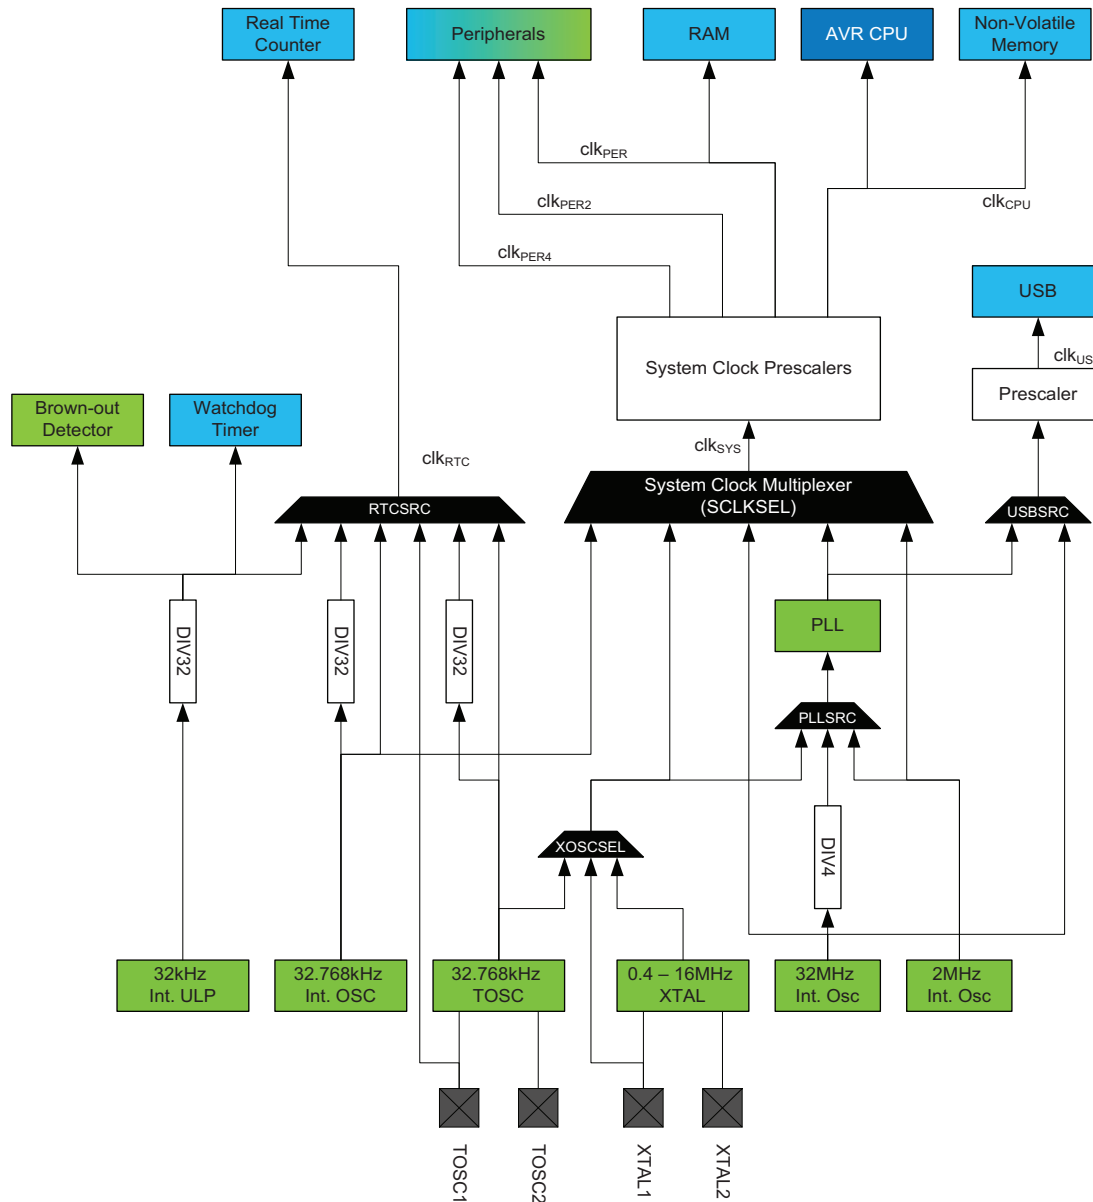 Real Time
Counter
Peripherals
RAM
AVR CPU
Non-Volatile
Memory
clkPER
clkPER2
clkCPU
clkPER4
USB
System Clock Prescalers
clkUS
Prescaler
Brown-out
Detector
Watchdog
Timer
clkRTC
clkSYS
System Clock Multiplexer
(SCLKSEL)
RTCSRC
USBSRC
DIV32
DIV32
DIV32
PLL
PLLSRC
XOSCSEL
DIV4
32kHz
Int. ULP
32.768kHz
Int. OSC
32.768kHz
TOSC
0.4 – 16MHz
XTAL
32MHz
Int. Osc
2MHz
Int. Osc
TOSC1
TOSC2
XTAL1
XTAL2